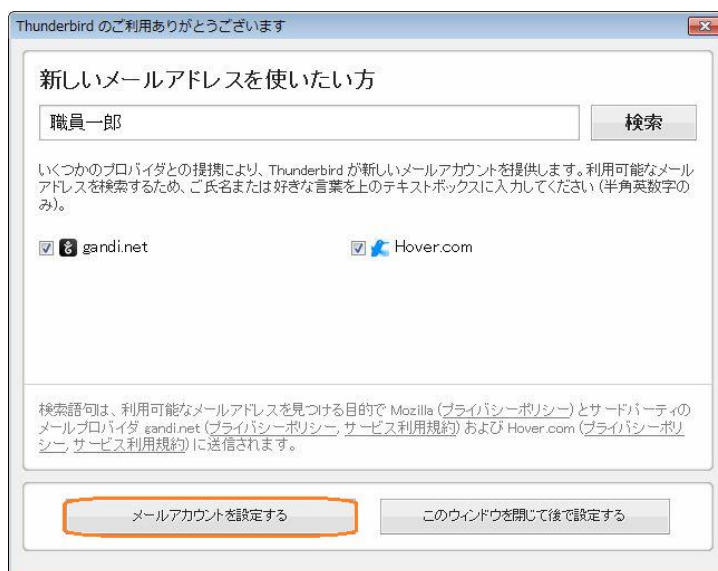 Thunderbird のご利用ありがとうございます
新しいメールアドレスを使いたい方
職員一郎
検索
いくつかのプロバイダとの提携により、Thunderbird が新しいメールアカウントを提供します。利用可能なメール
アドレスを検索するため、ご氏名または好きな言葉を上のテキストボックスに入力してください (半角英数字の
み)。
gandi.net
Hover.com
検索語句は、利用可能なメールアドレスを見つける目的で Mozilla (プライバシーポリシー) とサードパーティの
メールプロバイダ gandi.net (プライバシーポリシー, サービス利用規約) および Hover.com (プライバシーポリ
シー, サービス利用規約) に送信されます。
メールアカウントを設定する
このウィンドウを閉じて後で設定する